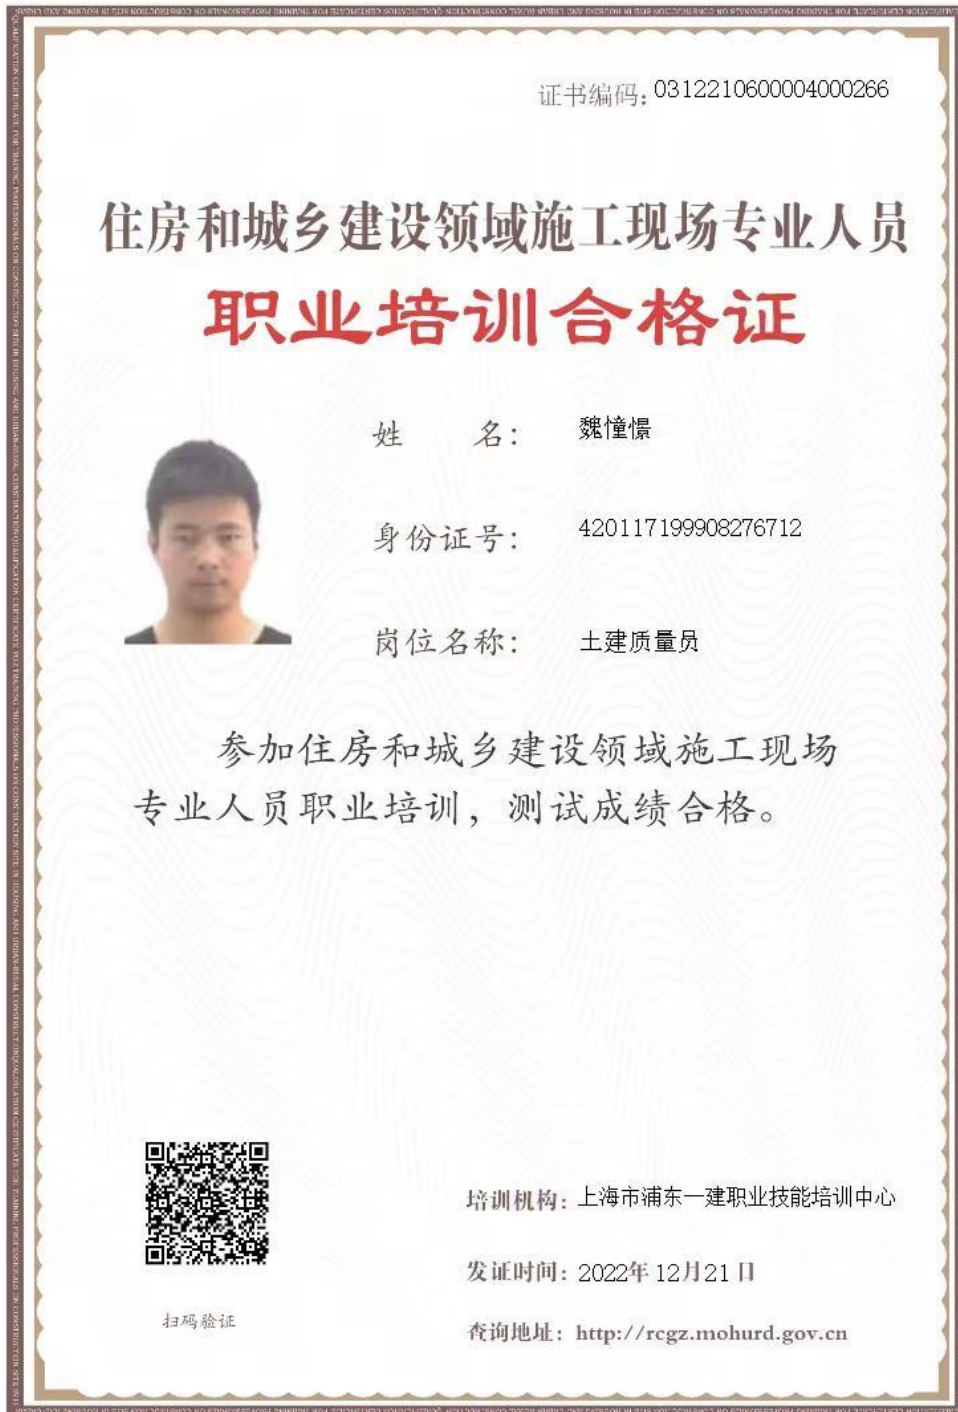 证书编码：0312210600004000266
住房和城乡建设领域施工现场专业人员
职业培训合格证
姓 名： 魏憧憬
身份证号： 420117199908276712
岗位名称： 土建质量员
参加住房和城乡建设领域施工现场
专业人员职业培训，测试成绩合格。
培训机构：上海市浦东一建职业技能培训中心
发证时间：2022年 12月21 日
扫码验证
查询地址：http://rcgz.mohurd.gov.cn